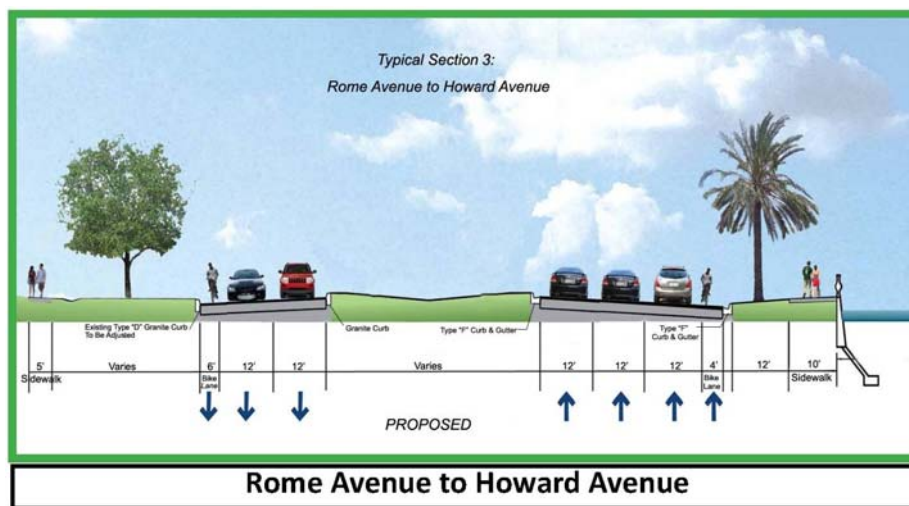 Typical Section 3:
Rome Avenue to Howard Avenue
Existing Type "D" Granite Curb
To Be Adjusted
Granite Curb
Type "F" Curb & Gutter
Type "F"
Curb & Gutter
5' Varies 6' 12' 12' Varies 12' 12' 12' 4' 12' 10'
Sidewalk Bike Bike Sidewalk
Lane Lane
PROPOSED
Rome Avenue to Howard Avenue